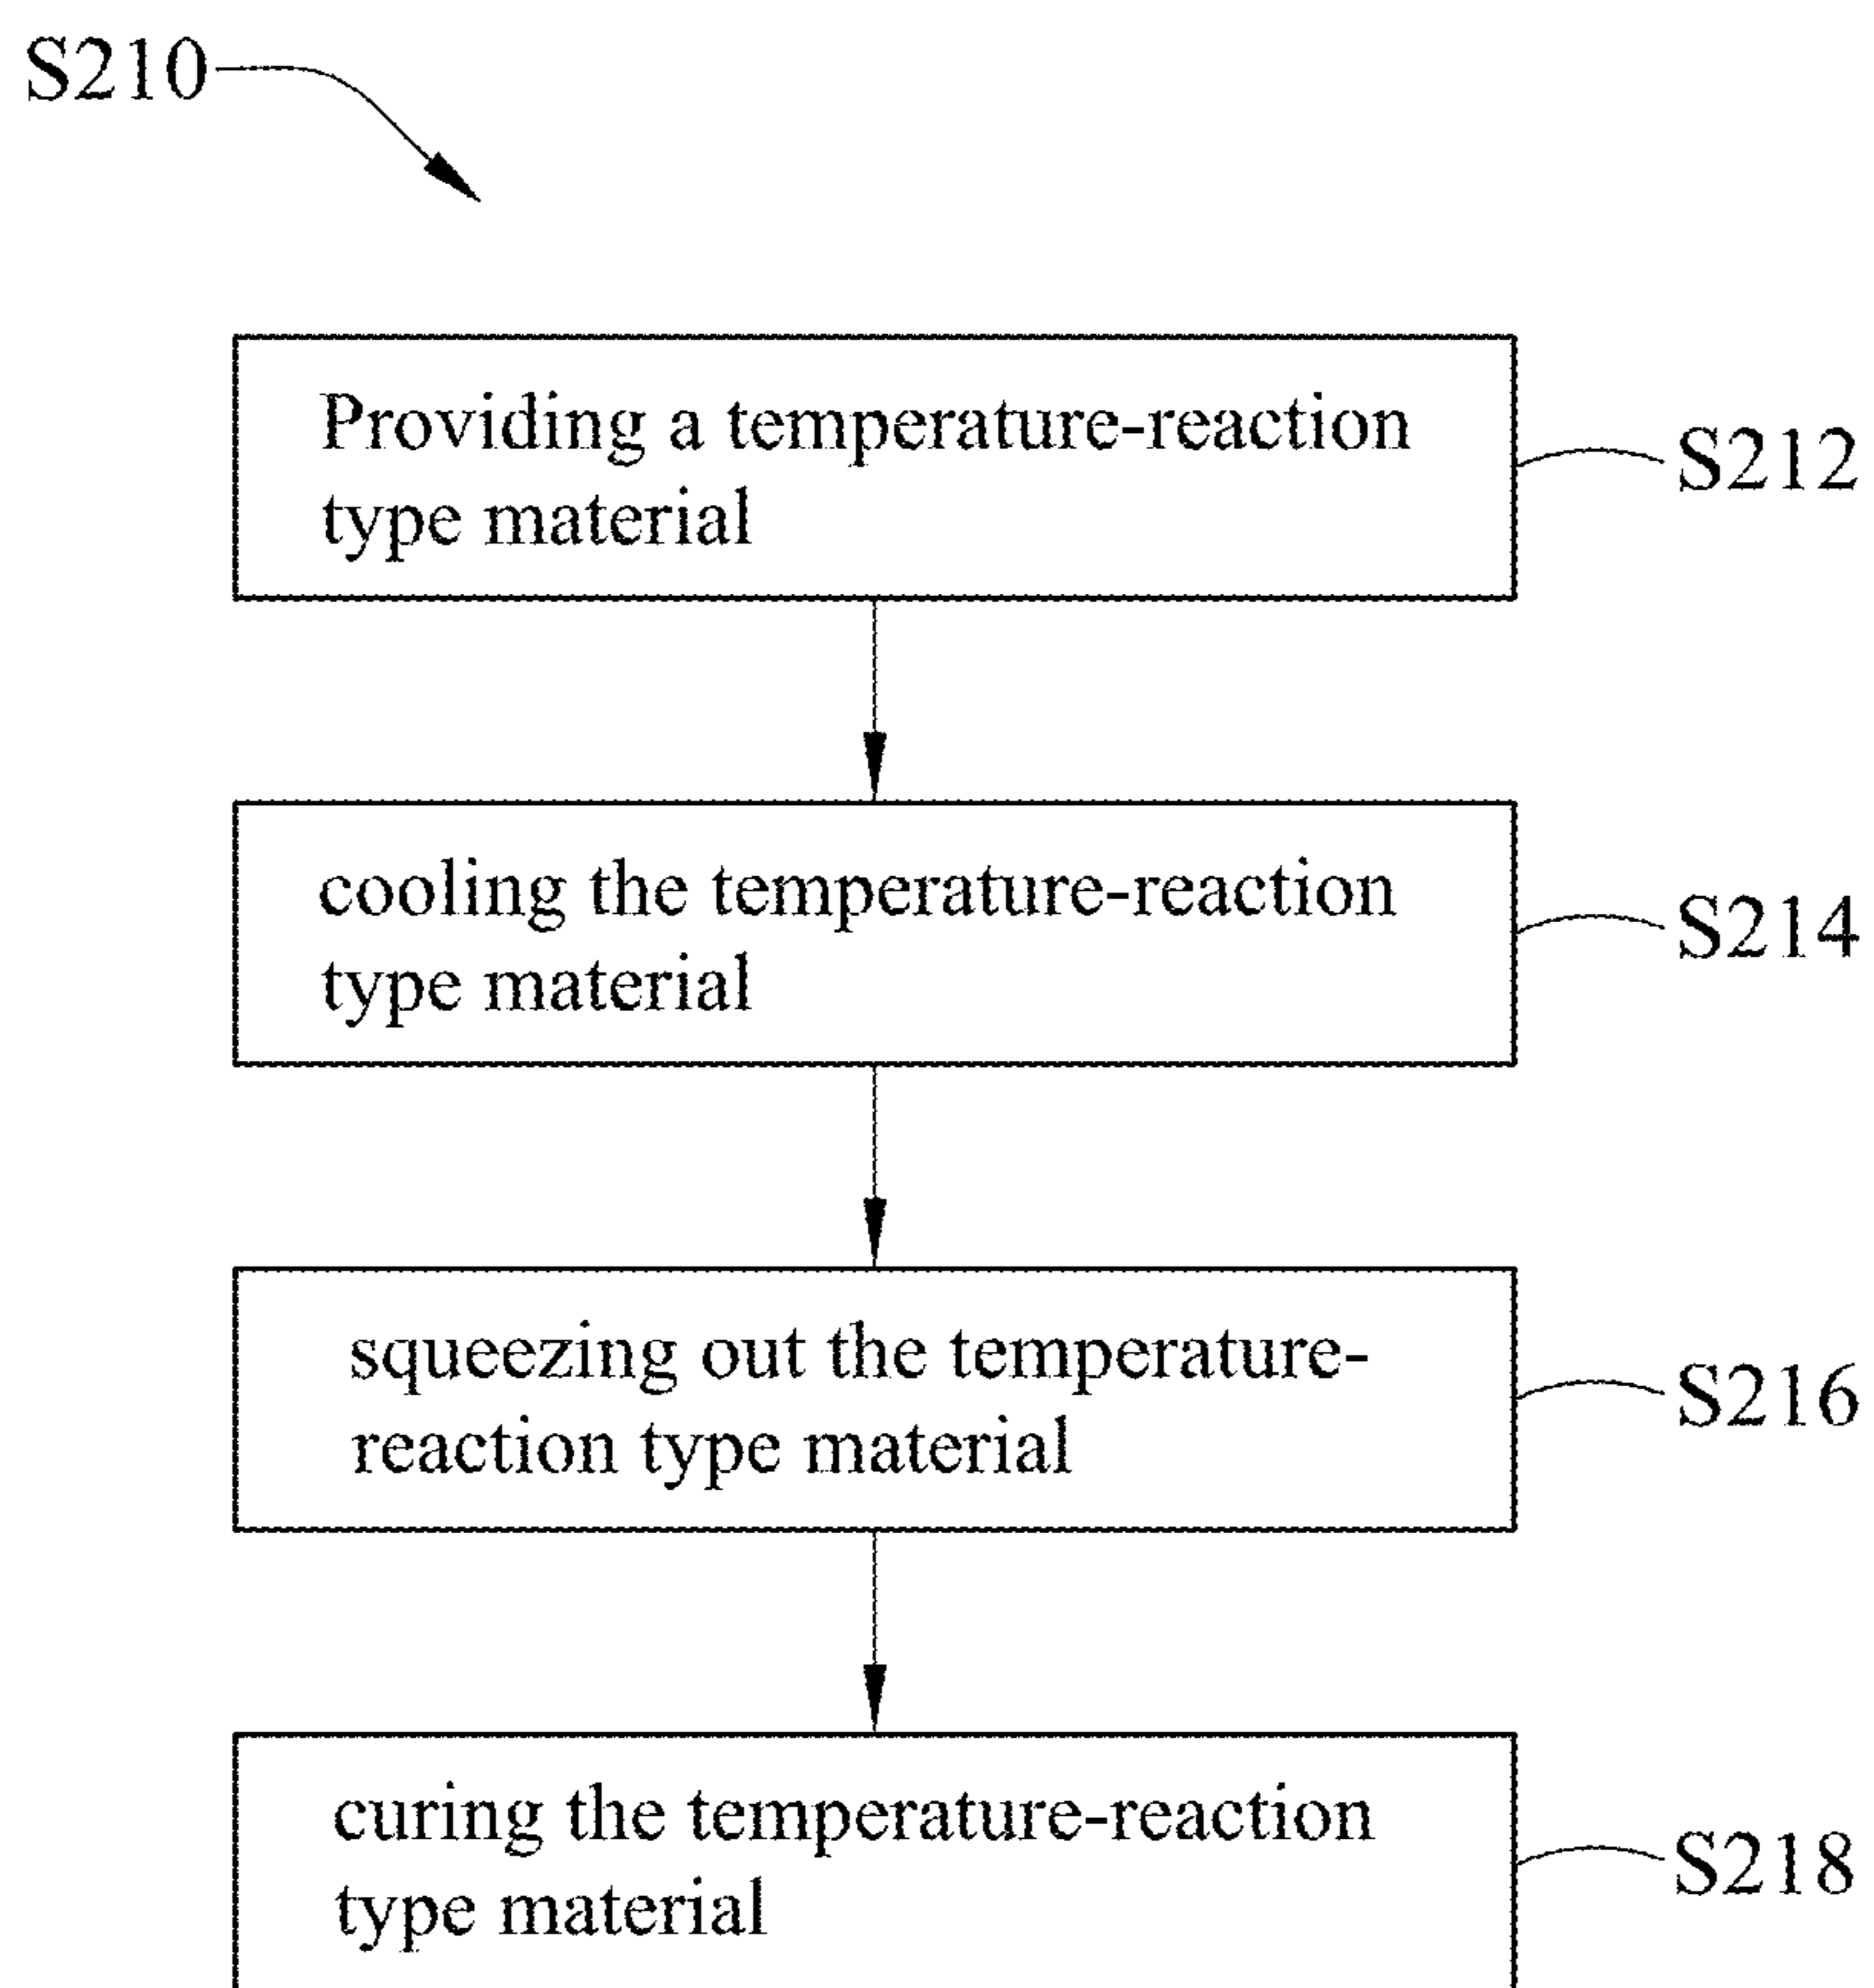 S210
Providing a temperature-reaction
type material
S212
cooling the temperature-reaction
type material
S214
squeezing out the temperature-
reaction type material
S216
curing the temperature-reaction
type material
S218